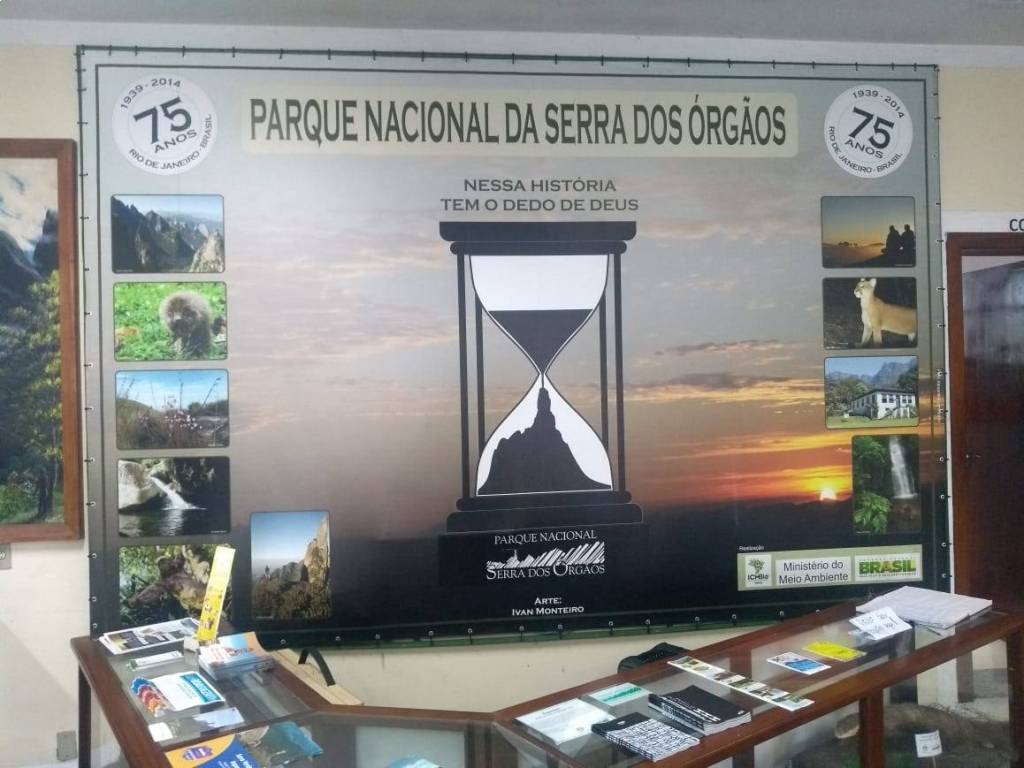 1939-2014
75
ANOS
RIO DE JANEIRO-BRASIL
PARQUE NACIONAL DA SERRA DOS ÓRGÃOS
1939-2014
75
ANOS
RIO DE JANEIRO-BRASIL
NESSA HISTÓRIA
TEM O DEDO DE DEUS
PARQUE NACIONAL
SERRA DOS ÓRGÃOS
ARTE:
IVAN MONTEIRO
Realização
ICMBio
Ministério do
Meio Ambiente
BRASIL